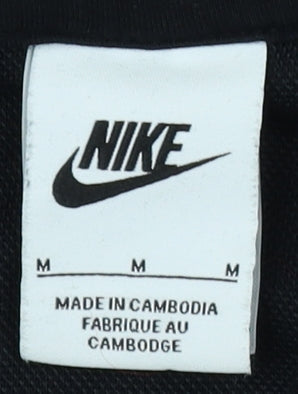 NIKE
M M M
MADE IN CAMBODIA
FABRIQUE AU
CAMBODGE